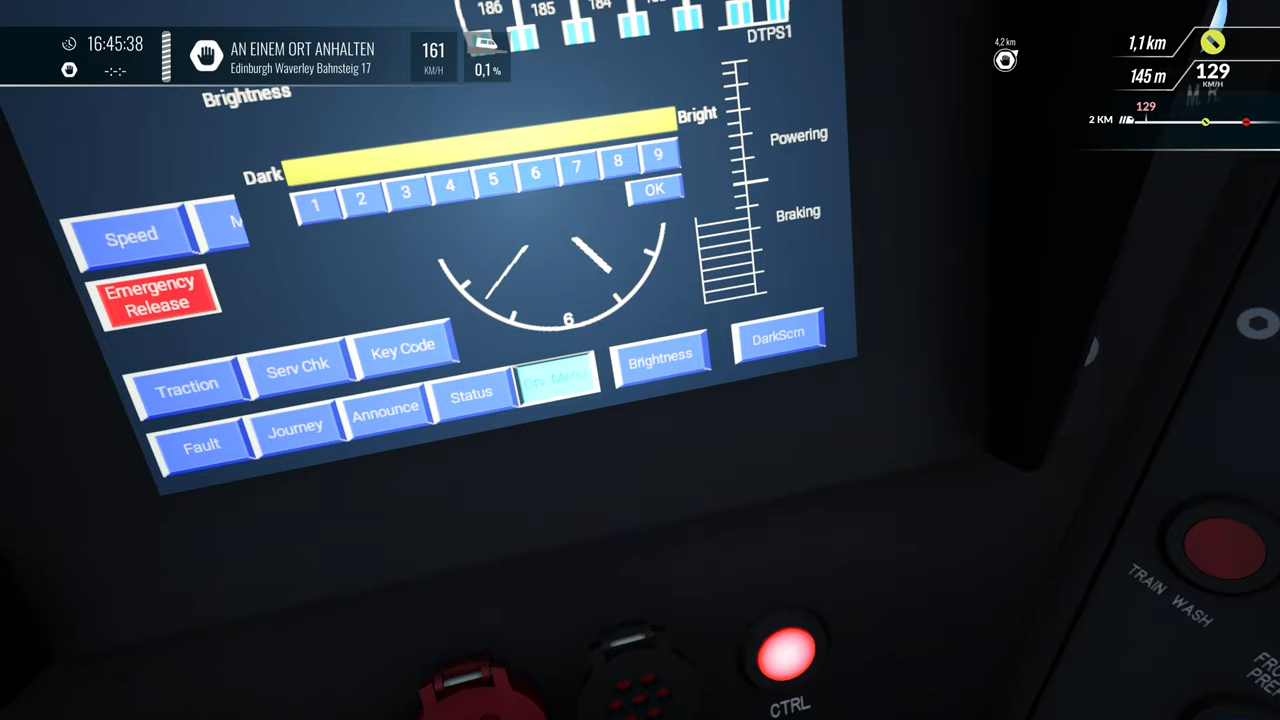 16:45:38
-:-:-
AN EINEM ORT ANHALTEN
Edinburgh Waverley Bahnsteig 17
161
KM/H
0,1 %
4,2 km
1,1 km
145 m
129
KM/H
129
2 KM
186
185
184
DTPS1
Brightness
Dark
Bright
1 2 3 4 5 6 7 8 9
OK
Powering
Braking
Speed
M
Emergency
Release
6
Traction
Serv Chk
Key Code
Fault
Journey
Announce
Status
Drv. Menu
Brightness
DarkScrn
TRAIN WASH
CTRL